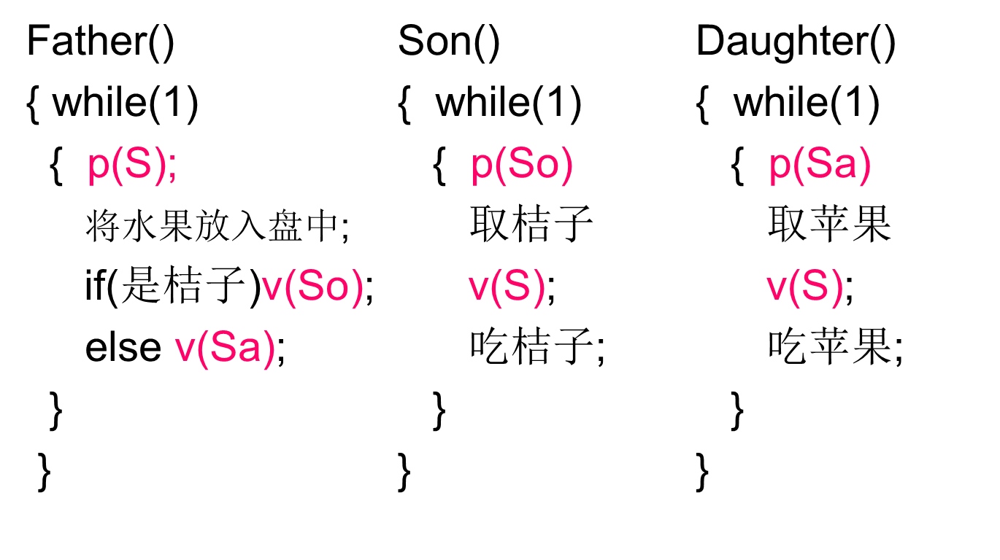 Father()
{ while(1)
{ p(S);
将水果放入盘中;
if(是桔子)v(So);
else v(Sa);
}
}
Son()
{ while(1)
{ p(So)
取桔子
v(S);
吃桔子;
}
}
Daughter()
{ while(1)
{ p(Sa)
取苹果
v(S);
吃苹果;
}
}